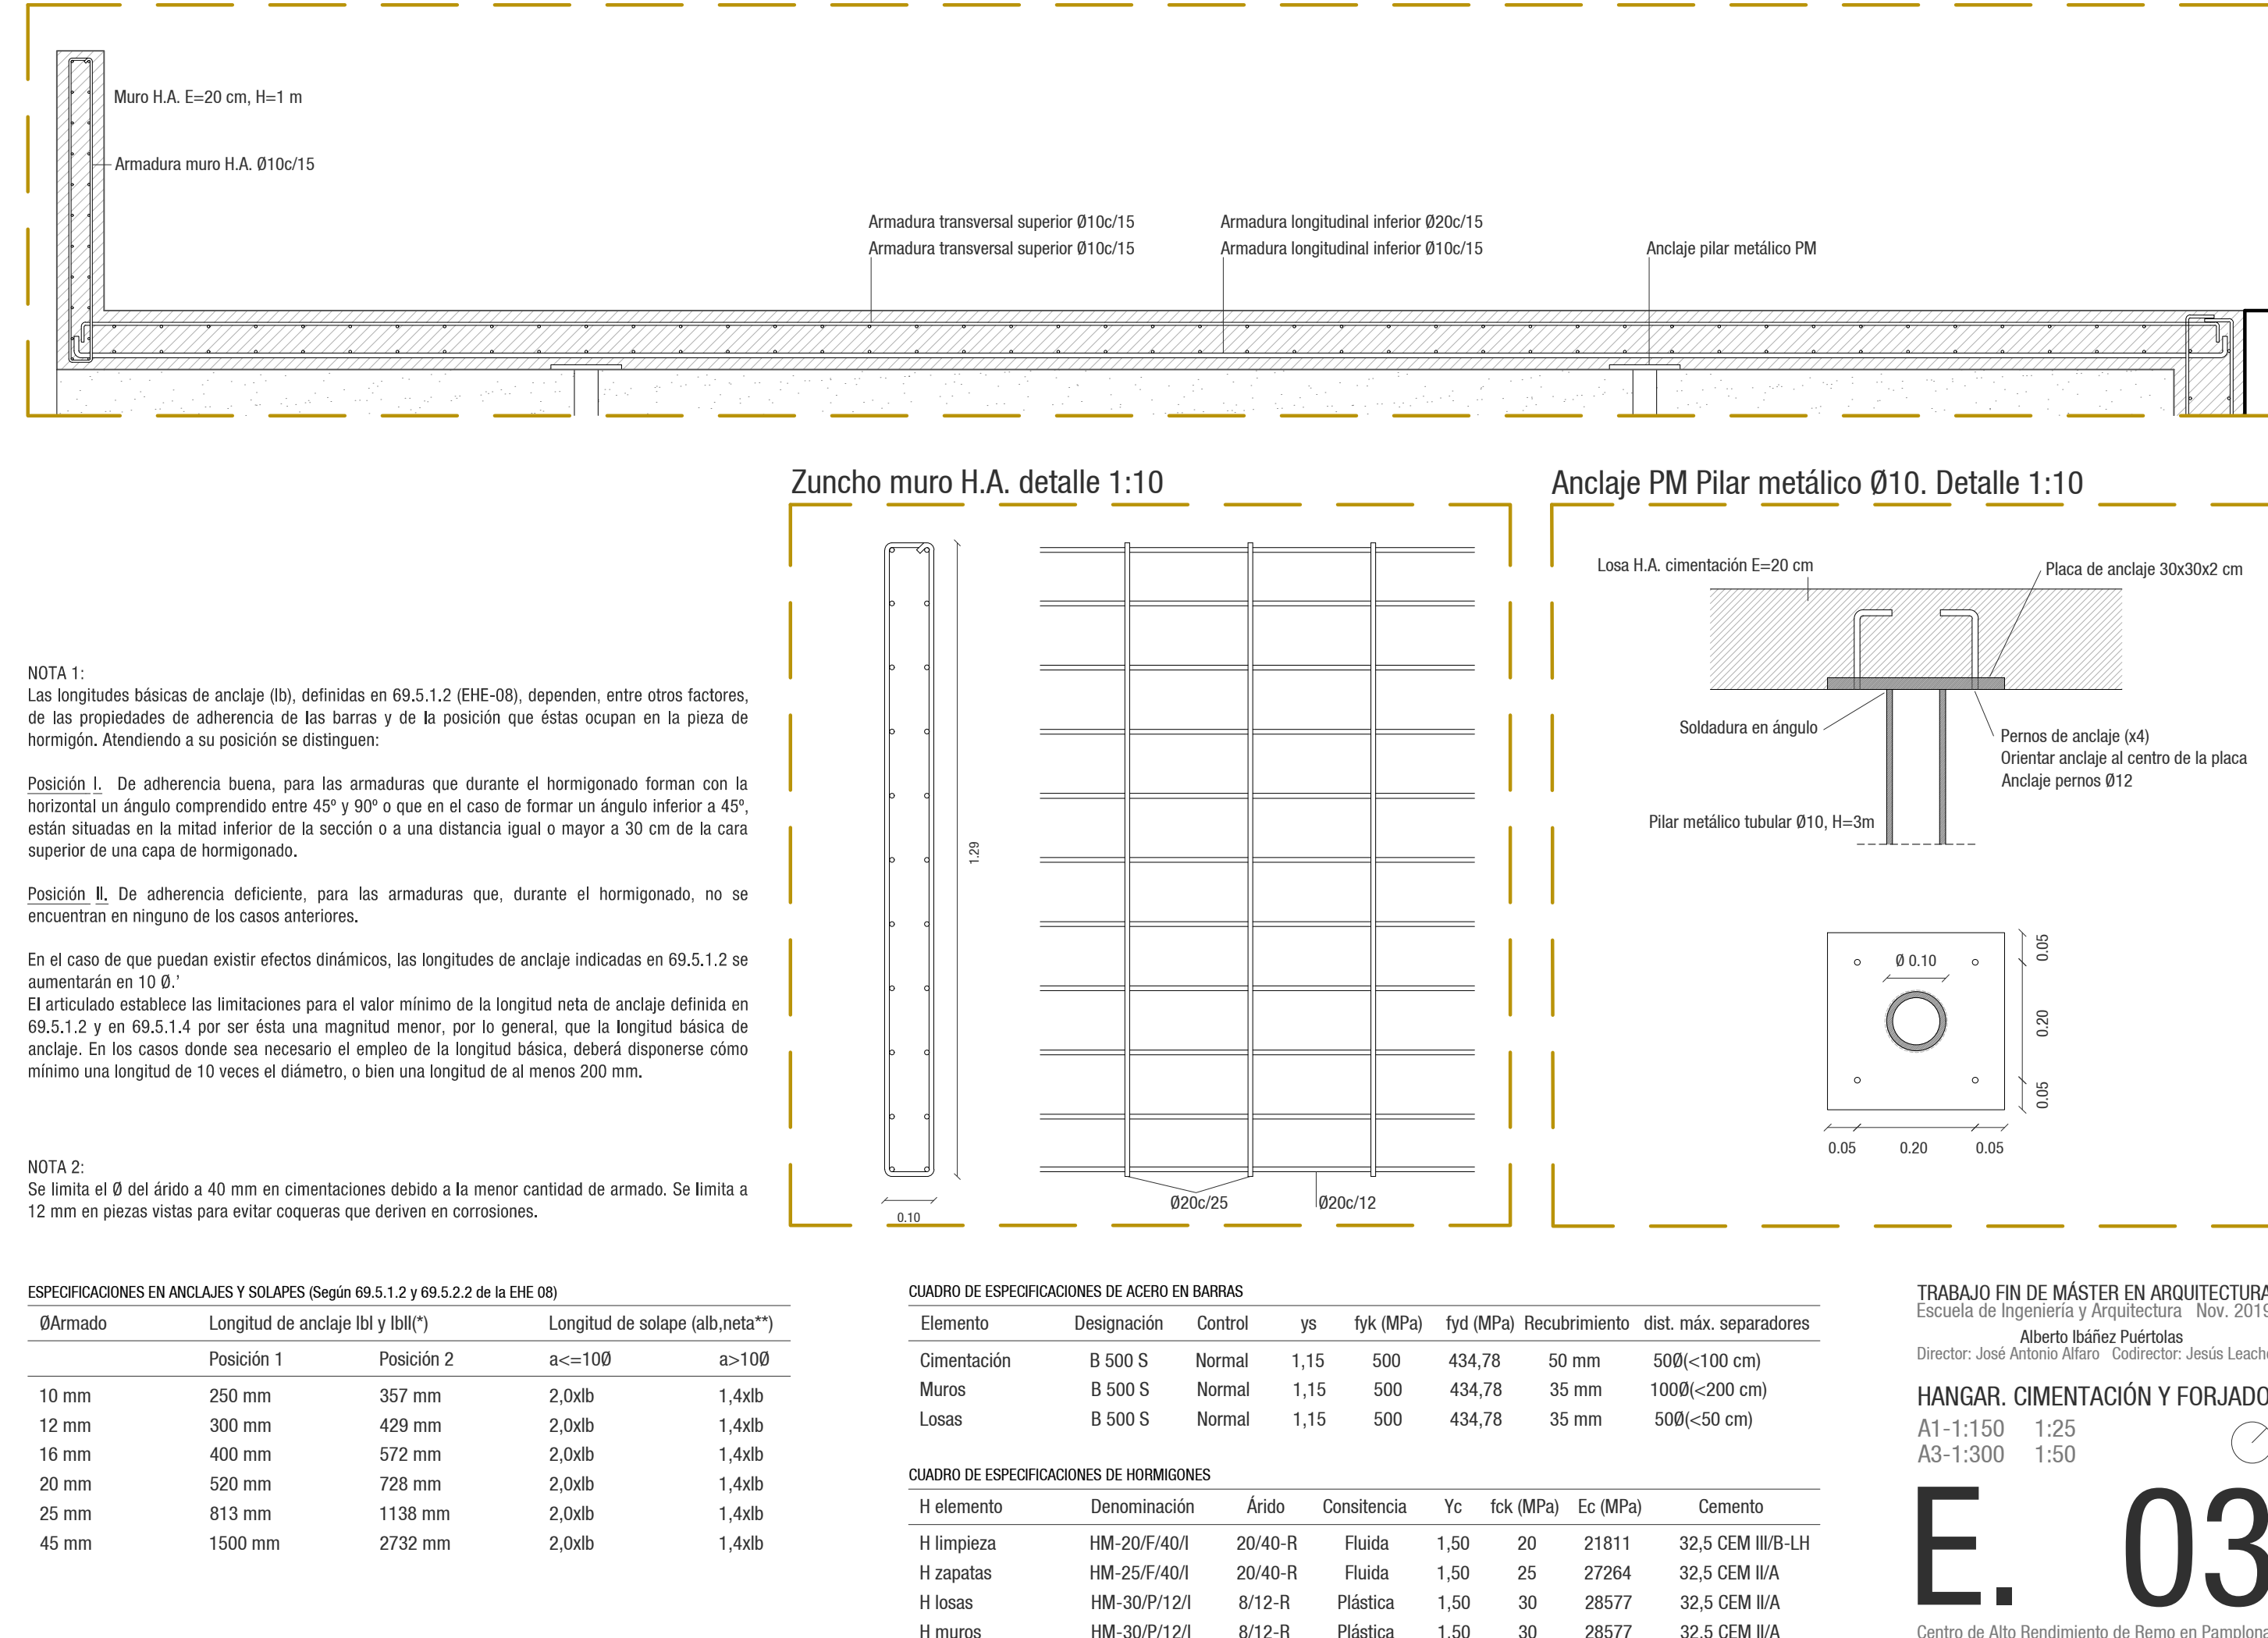 Muro H.A. E=20 cm, H=1 m
Armadura muro H.A. Ø10c/15
Armadura transversal superior Ø10c/15
Armadura transversal superior Ø10c/15
Armadura longitudinal inferior Ø20c/15
Armadura longitudinal inferior Ø10c/15
Anclaje pilar metálico PM
Zuncho muro H.A. detalle 1:10
1.29
0.10
Ø20c/25
Ø20c/12
Anclaje PM Pilar metálico Ø10. Detalle 1:10
Losa H.A. cimentación E=20 cm
Placa de anclaje 30x30x2 cm
Soldadura en ángulo
Pernos de anclaje (x4)
Orientar anclaje al centro de la placa
Anclaje pernos Ø12
Pilar metálico tubular Ø10, H=3m
Ø 0.10
0.05
0.20
0.05
0.05
0.20
0.05
NOTA 1:
Las longitudes básicas de anclaje (lb), definidas en 69.5.1.2 (EHE-08), dependen, entre otros factores,
de las propiedades de adherencia de las barras y de la posición que éstas ocupan en la pieza de
hormigón. Atendiendo a su posición se distinguen:
Posición I. De adherencia buena, para las armaduras que durante el hormigonado forman con la
horizontal un ángulo comprendido entre 45º y 90º o que en el caso de formar un ángulo inferior a 45º,
están situadas en la mitad inferior de la sección o a una distancia igual o mayor a 30 cm de la cara
superior de una capa de hormigonado.
Posición II. De adherencia deficiente, para las armaduras que, durante el hormigonado, no se
encuentran en ninguno de los casos anteriores.
En el caso de que puedan existir efectos dinámicos, las longitudes de anclaje indicadas en 69.5.1.2 se
aumentarán en 10 Ø.’
El articulado establece las limitaciones para el valor mínimo de la longitud neta de anclaje definida en
69.5.1.2 y en 69.5.1.4 por ser ésta una magnitud menor, por lo general, que la longitud básica de
anclaje. En los casos donde sea necesario el empleo de la longitud básica, deberá disponerse cómo
mínimo una longitud de 10 veces el diámetro, o bien una longitud de al menos 200 mm.
NOTA 2:
Se limita el Ø del árido a 40 mm en cimentaciones debido a la menor cantidad de armado. Se limita a
12 mm en piezas vistas para evitar coqueras que deriven en corrosiones.
ESPECIFICACIONES EN ANCLAJES Y SOLAPES (Según 69.5.1.2 y 69.5.2.2 de la EHE 08)
ØArmado Longitud de anclaje lbl y lbll(*) Longitud de solape (alb,neta**)
Posición 1 Posición 2 a<=10Ø a>10Ø
10 mm 250 mm 357 mm 2,0xlb 1,4xlb
12 mm 300 mm 429 mm 2,0xlb 1,4xlb
16 mm 400 mm 572 mm 2,0xlb 1,4xlb
20 mm 520 mm 728 mm 2,0xlb 1,4xlb
25 mm 813 mm 1138 mm 2,0xlb 1,4xlb
45 mm 1500 mm 2732 mm 2,0xlb 1,4xlb
CUADRO DE ESPECIFICACIONES DE ACERO EN BARRAS
Elemento Designación Control ys fyk (MPa) fyd (MPa) Recubrimiento dist. máx. separadores
Cimentación B 500 S Normal 1,15 500 434,78 50 mm 50Ø(<100 cm)
Muros B 500 S Normal 1,15 500 434,78 35 mm 100Ø(<200 cm)
Losas B 500 S Normal 1,15 500 434,78 35 mm 50Ø(<50 cm)
CUADRO DE ESPECIFICACIONES DE HORMIGONES
H elemento Denominación Árido Consitencia Yc fck (MPa) Ec (MPa) Cemento
H limpieza HM-20/F/40/I 20/40-R Fluida 1,50 20 21811 32,5 CEM III/B-LH
H zapatas HM-25/F/40/I 20/40-R Fluida 1,50 25 27264 32,5 CEM II/A
H losas HM-30/P/12/I 8/12-R Plástica 1,50 30 28577 32,5 CEM II/A
H muros HM-30/P/12/I 8/12-R Plástica 1,50 30 28577 32,5 CEM II/A
TRABAJO FIN DE MÁSTER EN ARQUITECTURA
Escuela de Ingeniería y Arquitectura Nov. 2019
Alberto Ibáñez Puértolas
Director: José Antonio Alfaro Codirector: Jesús Leache
HANGAR. CIMENTACIÓN Y FORJADO
A1-1:150 1:25
A3-1:300 1:50
E. 03
Centro de Alto Rendimiento de Remo en Pamplona